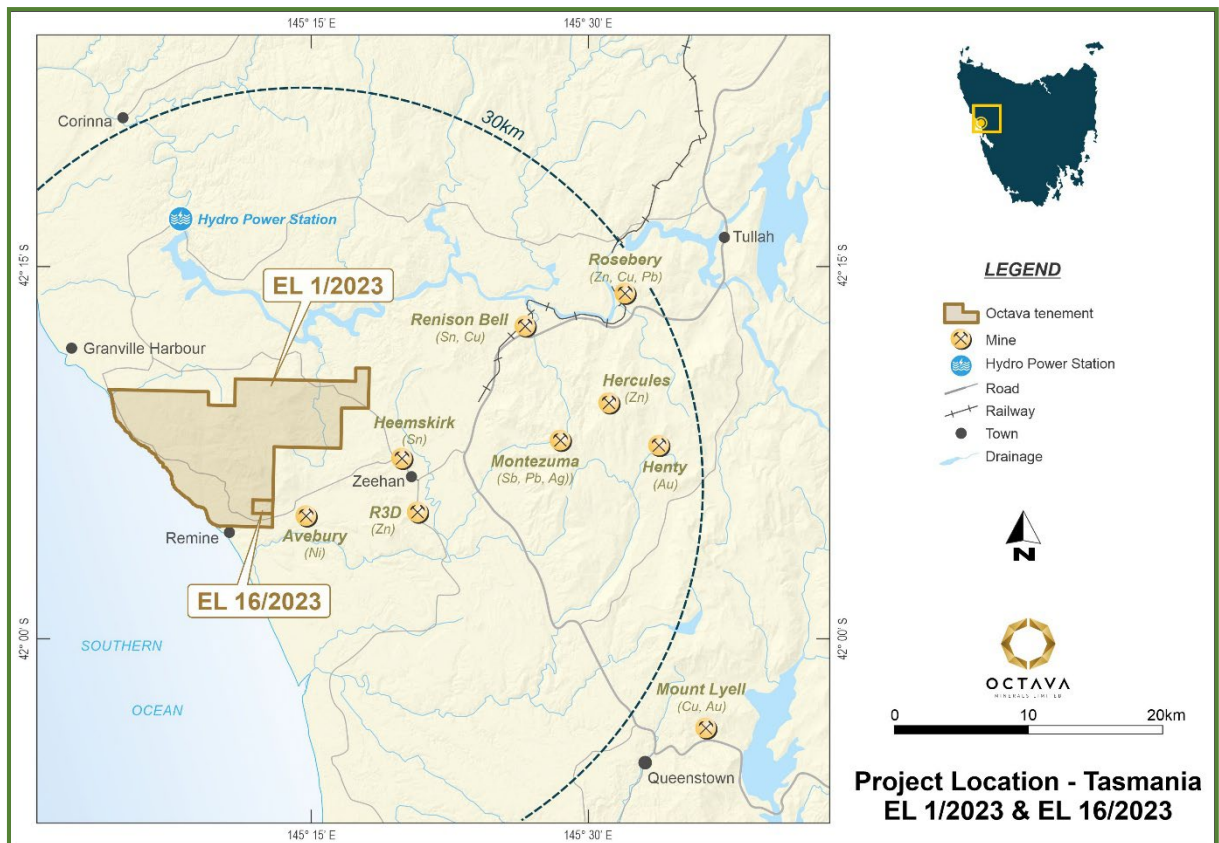 145° 15' E
145° 30' E
Corinna
30km
Hydro Power Station
Tullah
42° 15' S
42° 15' S
EL 1/2023
Rosebery
(Zn, Cu, Pb)
Renison Bell
(Sn, Cu)
Granville Harbour
Hercules
(Zn)
Heemskirk
(Sn)
Zeehan
Montezuma
(Sb, Pb, Ag))
Henty
(Au)
R3D
(Zn)
Avebury
(Ni)
Remine
EL 16/2023
42° 00' S
42° 00' S
SOUTHERN
OCEAN
Mount Lyell
(Cu, Au)
Queenstown
145° 15' E
145° 30' E
LEGEND
Octava tenement
Mine
Hydro Power Station
Road
Railway
Town
Drainage
N
OCTAVA
MINERALS LIMITED
0 10 20km
Project Location - Tasmania
EL 1/2023 & EL 16/2023